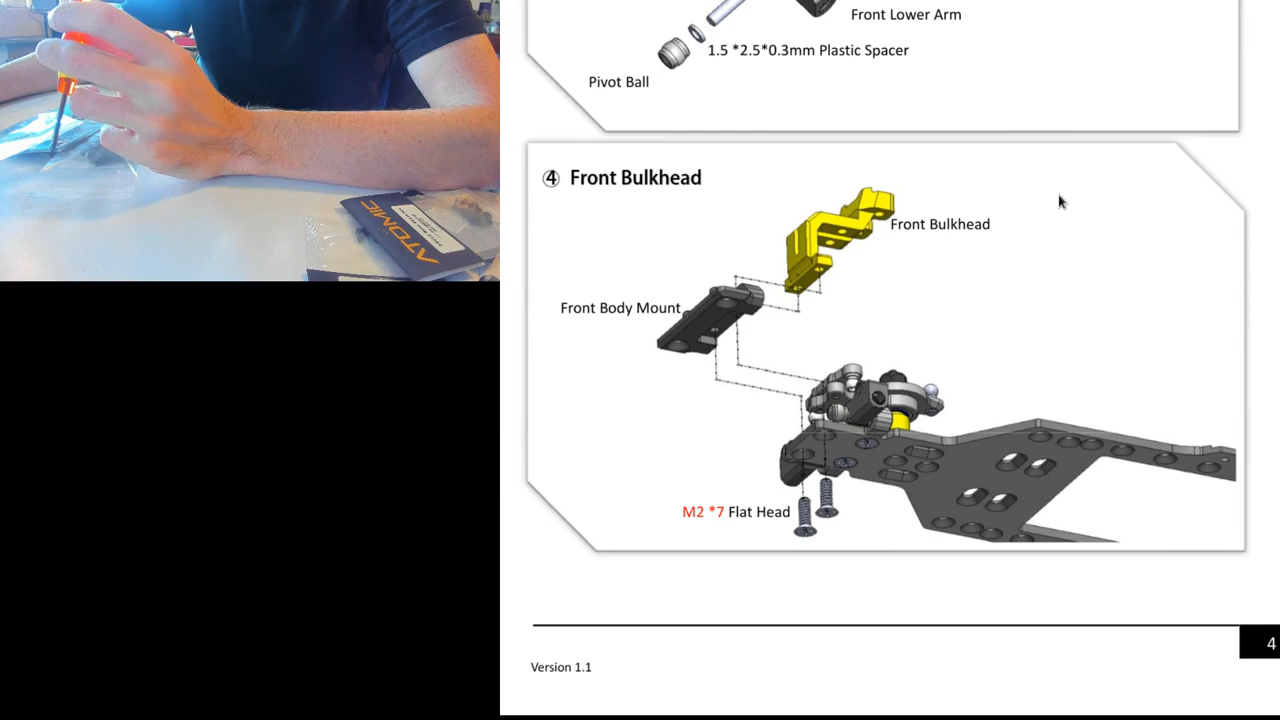 Front Lower Arm
1.5 *2.5*0.3mm Plastic Spacer
Pivot Ball
④ Front Bulkhead
Front Bulkhead
Front Body Mount
M2 *7 Flat Head
4
Version 1.1
ATOMIC